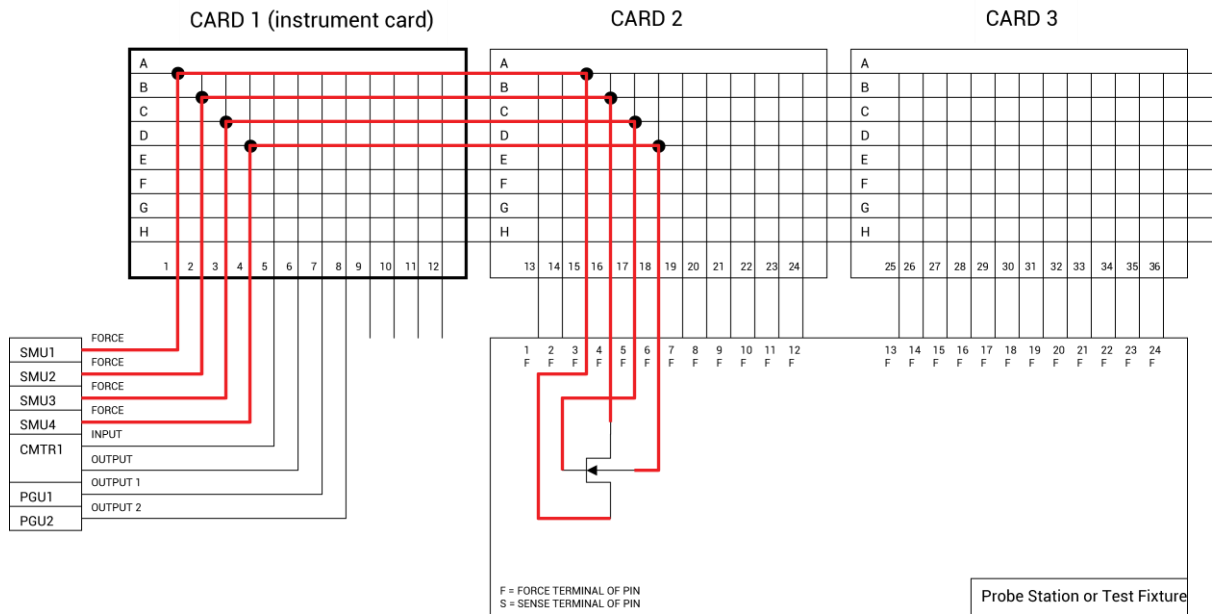 CARD 1 (instrument card) CARD 2 CARD 3
A A A
B B B
C C C
D D D
E E E
F F F
G G G
H H H
1 2 3 4 5 6 7 8 9 10 11 12 13 14 15 16 17 18 19 20 21 22 23 24 25 26 27 28 29 30 31 32 33 34 35 36
SMU1 FORCE
SMU2 FORCE
SMU3 FORCE
SMU4 FORCE
CMTR1 INPUT
OUTPUT
PGU1 OUTPUT 1
PGU2 OUTPUT 2
1 2 3 4 5 6 7 8 9 10 11 12 13 14 15 16 17 18 19 20 21 22 23 24
F F F F F F F F F F F F F F F F F F F F F F F F
F = FORCE TERMINAL OF PIN
S = SENSE TERMINAL OF PIN
Probe Station or Test Fixture